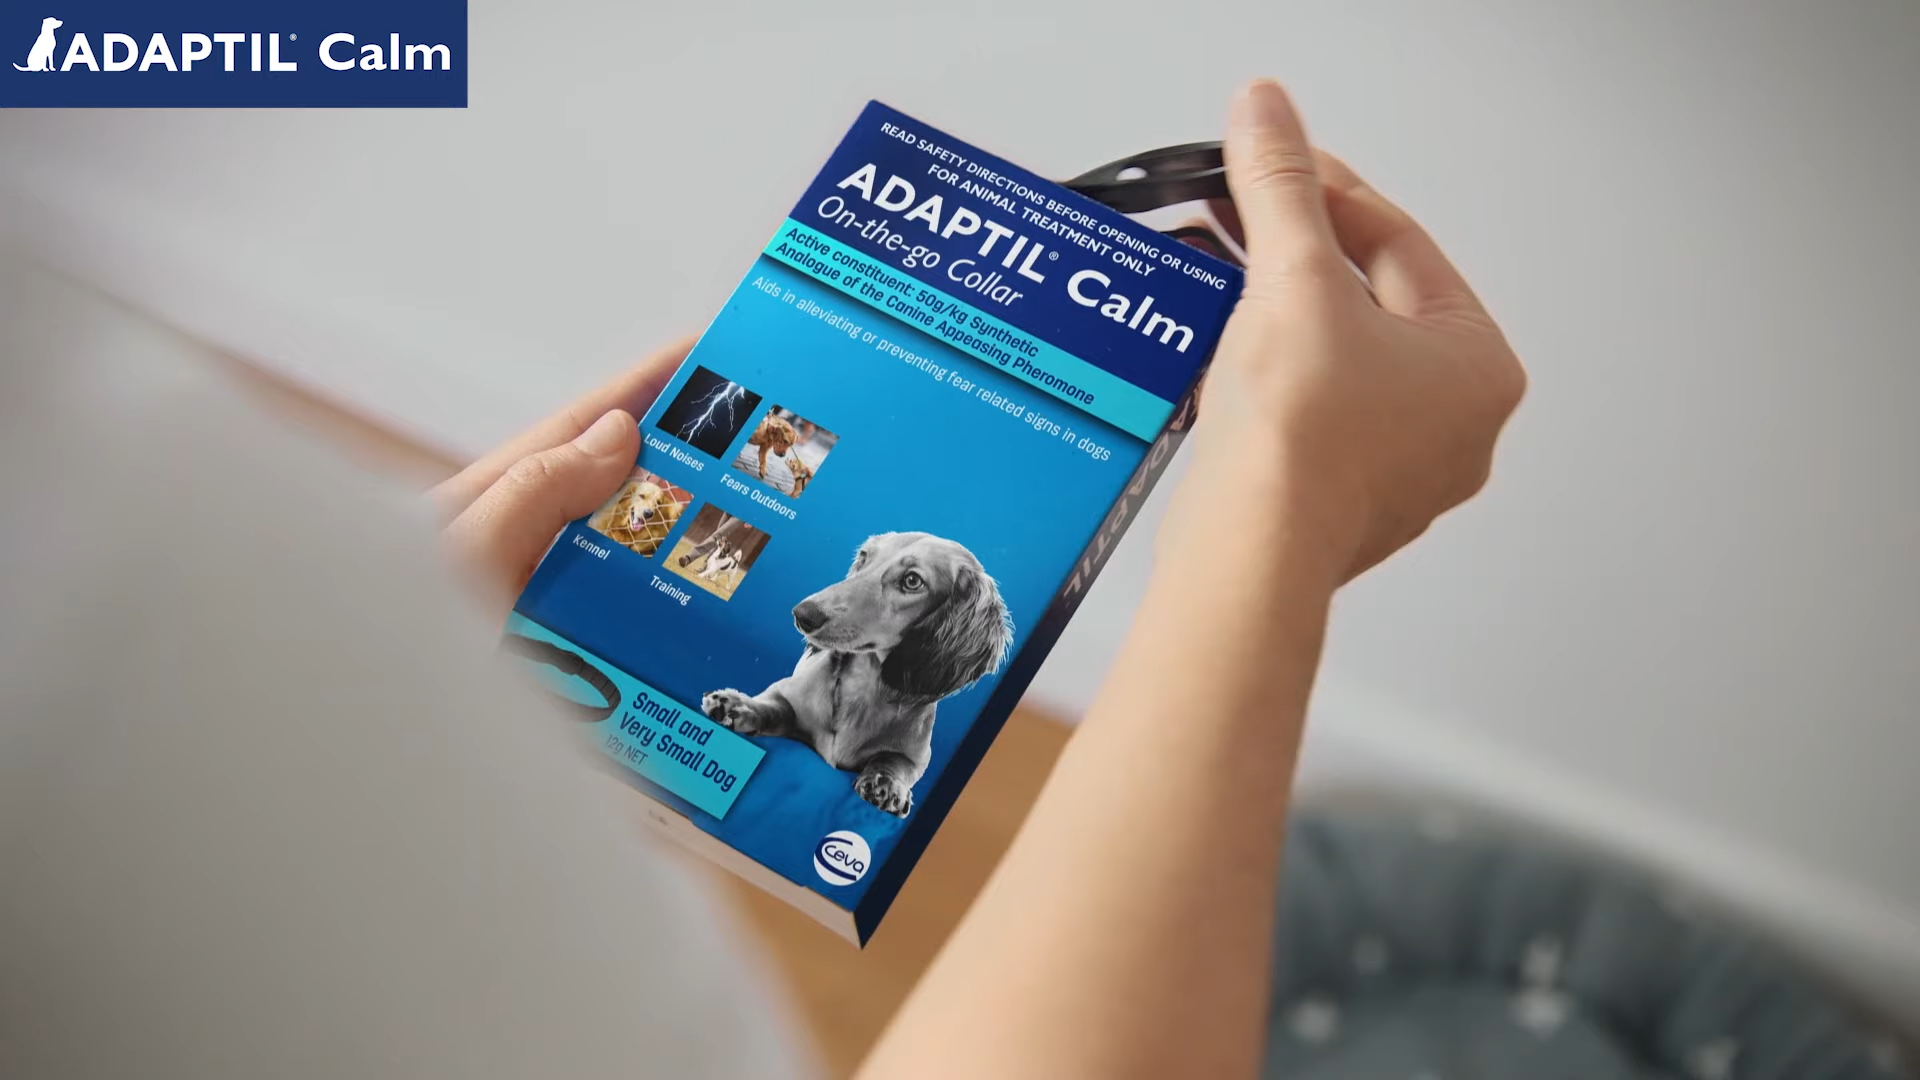 ADAPTIL® Calm
READ SAFETY DIRECTIONS BEFORE OPENING OR USING
FOR ANIMAL TREATMENT ONLY
ADAPTIL® Calm
On-the-go Collar
Active constituent: 50g/kg Synthetic
Analogue of the Canine Appeasing Pheromone
Aids in alleviating or preventing fear related signs in dogs
Loud Noises
Fears Outdoors
Kennel
Training
Small and
Very Small Dog
12g NET
Ceva
ADAPTIL